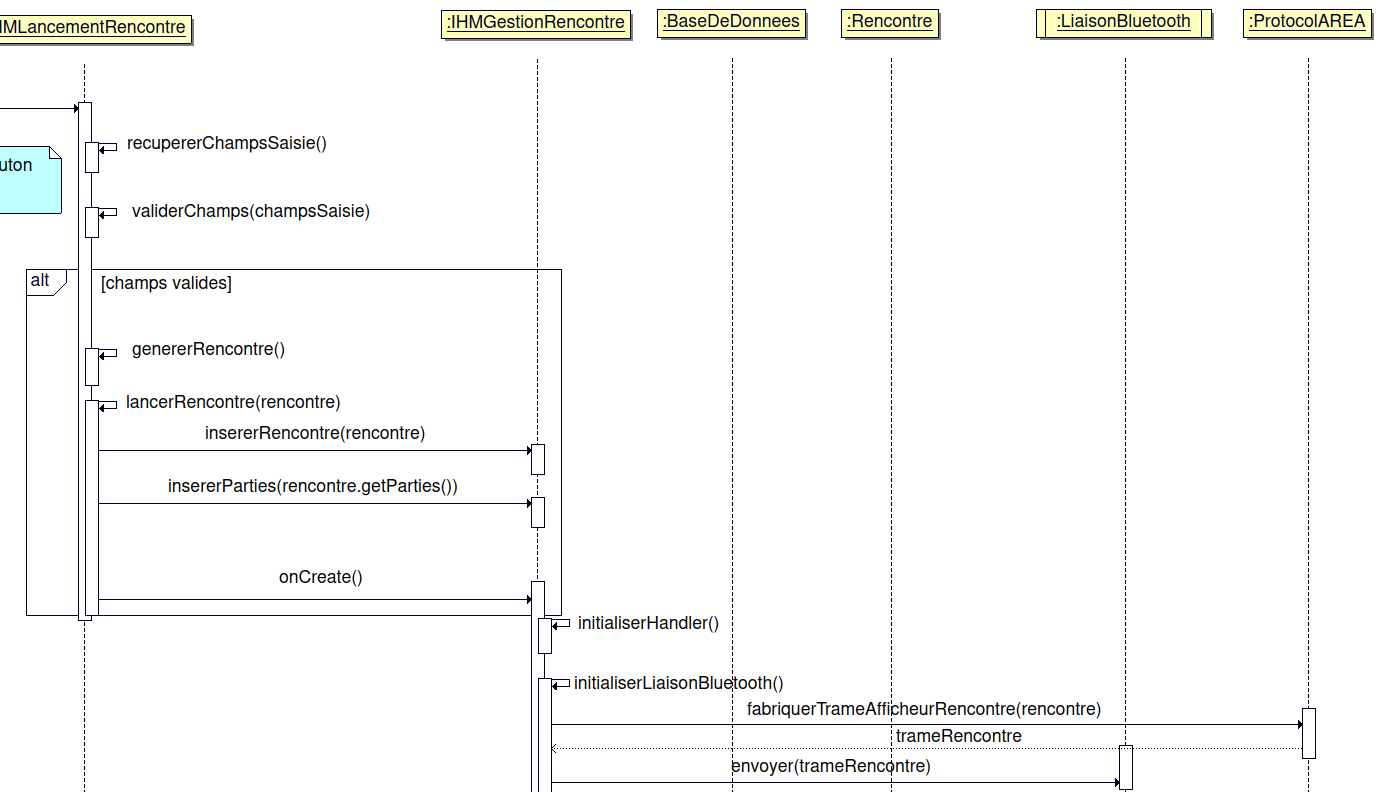 IHMLancementRencontre
:IHMGestionRencontre
:BaseDeDonnees
:Rencontre
:LiaisonBluetooth
:ProtocolAREA
recupererChampsSaisie()
uton
validerChamps(champsSaisie)
alt
[champs valides]
genererRencontre()
lancerRencontre(rencontre)
insererRencontre(rencontre)
insererParties(rencontre.getParties())
onCreate()
initialiserHandler()
initialiserLiaisonBluetooth()
fabriquerTrameAfficheurRencontre(rencontre)
trameRencontre
envoyer(trameRencontre)